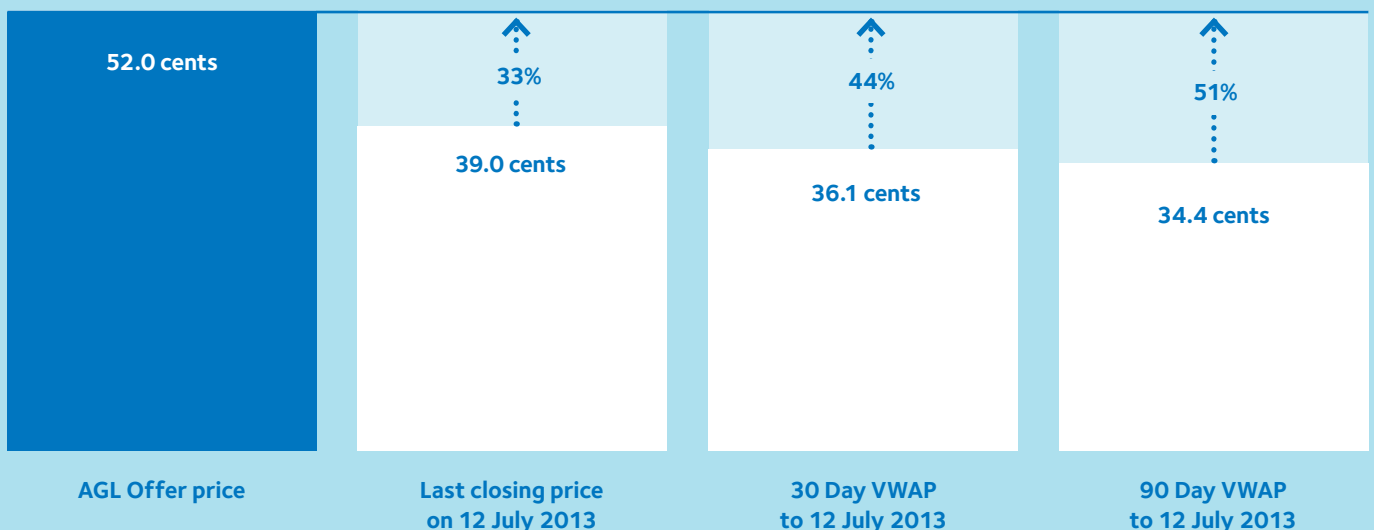 52.0 cents
33%
39.0 cents
44%
36.1 cents
51%
34.4 cents
AGL Offer price
Last closing price
on 12 July 2013
30 Day VWAP
to 12 July 2013
90 Day VWAP
to 12 July 2013